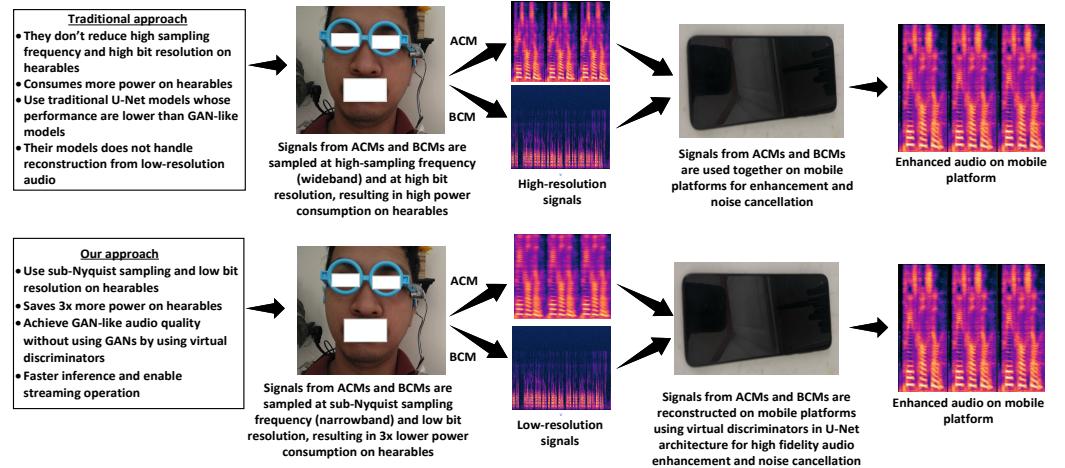 Traditional approach
• They don't reduce high sampling
frequency and high bit resolution on
hearables
• Consumes more power on hearables
• Use traditional U-Net models whose
performance are lower than GAN-like
models
• Their models does not handle
reconstruction from low-resolution
audio
ACM
BCM
Signals from ACMs and BCMs are
sampled at high-sampling frequency
(wideband) and at high bit
resolution, resulting in high power
consumption on hearables
High-resolution
signals
Signals from ACMs and BCMs
are used together on mobile
platforms for enhancement and
noise cancellation
Enhanced audio on mobile
platform
Our approach
• Use sub-Nyquist sampling and low bit
resolution on hearables
• Saves 3x more power on hearables
• Achieve GAN-like audio quality
without using GANs by using virtual
discriminators
• Faster inference and enable
streaming operation
ACM
BCM
Signals from ACMs and BCMs are
sampled at sub-Nyquist sampling
frequency (narrowband) and low bit
resolution, resulting in 3x lower power
consumption on hearables
Low-resolution
signals
Signals from ACMs and BCMs are
reconstructed on mobile platforms
using virtual discriminators in U-Net
architecture for high fidelity audio
enhancement and noise cancellation
Enhanced audio on mobile
platform